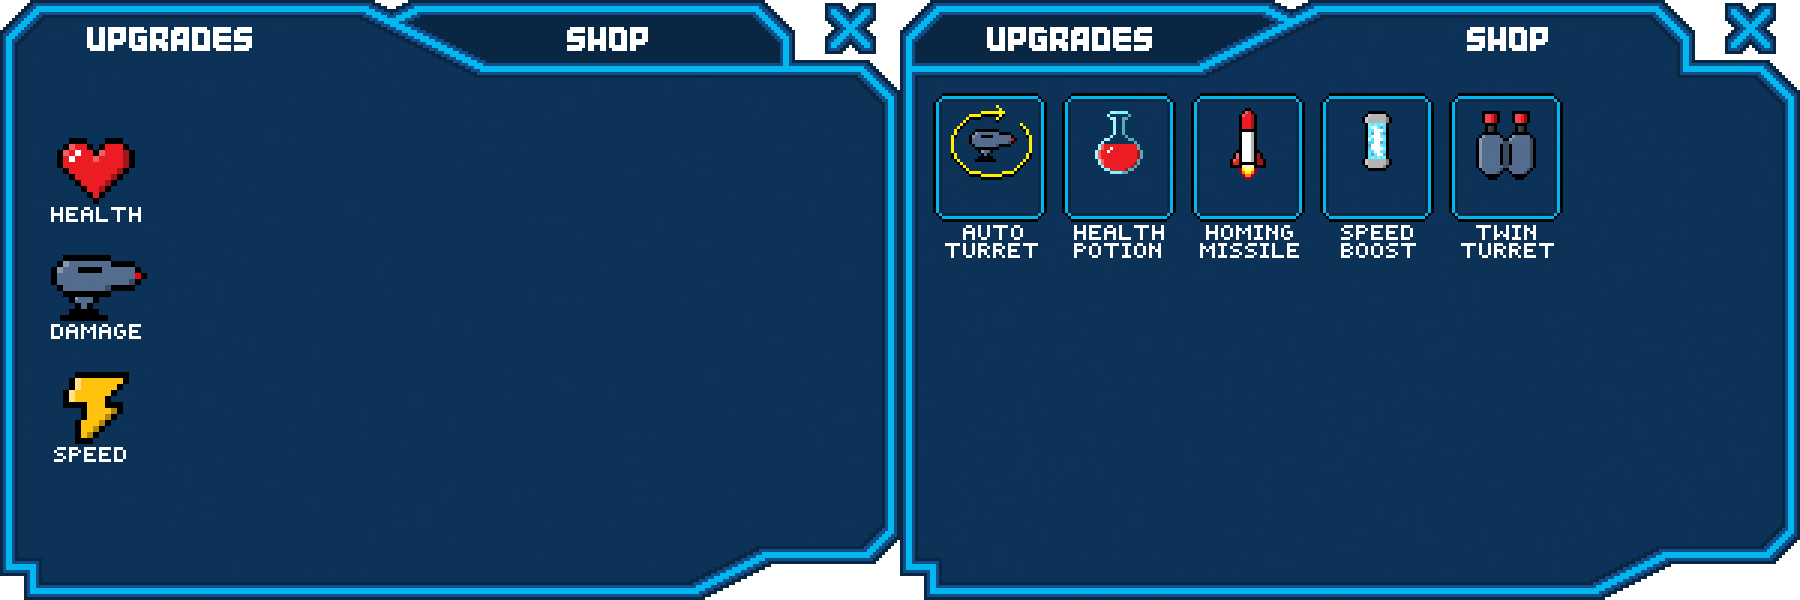 UPGRADES
SHOP
HEALTH
DAMAGE
SPEED
UPGRADES
SHOP
AUTO
TURRET
HEALTH
POTION
HOMING
MISSILE
SPEED
BOOST
TWIN
TURRET